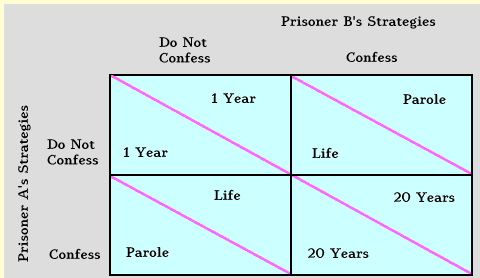 Prisoner B's Strategies
Do Not
Confess
Confess
Prisoner A's Strategies
Do Not
Confess
1 Year
1 Year
Parole
Life
Confess
Life
Parole
20 Years
20 Years